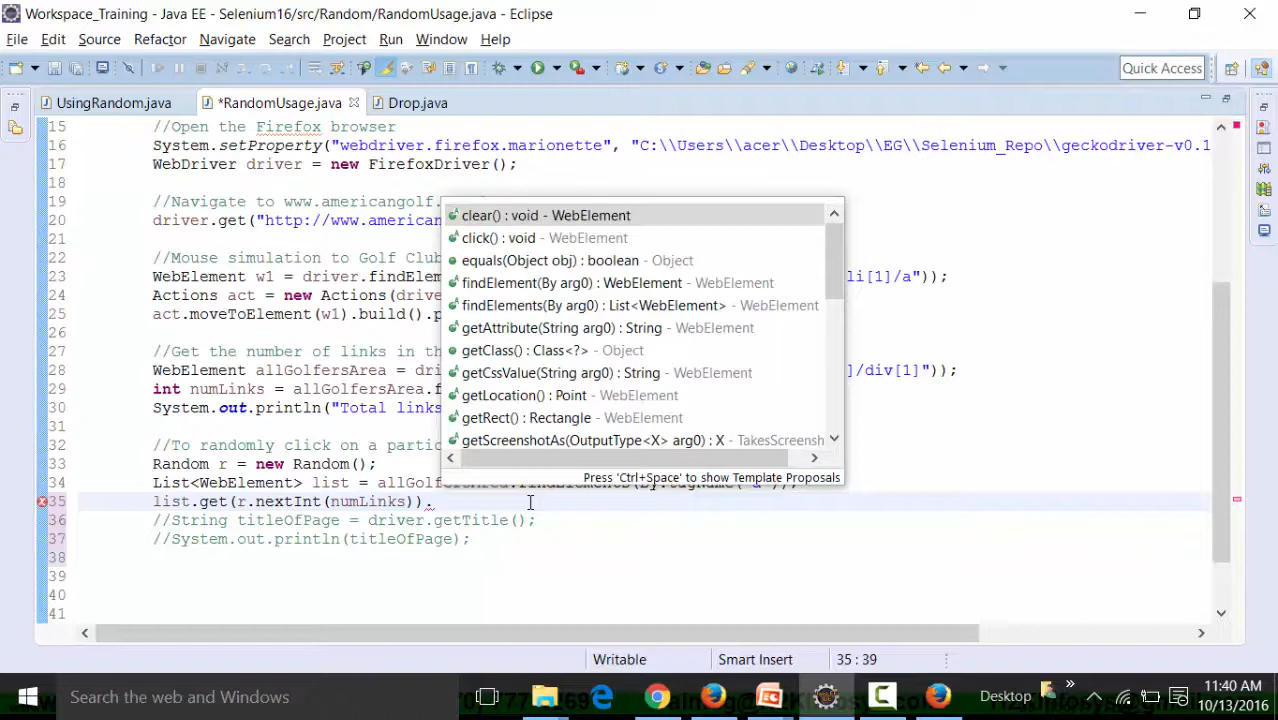 Workspace_Training - Java EE - Selenium16/src/Random/RandomUsage.java - Eclipse
File Edit Source Refactor Navigate Search Project Run Window Help
Quick Access
UsingRandom.java *RandomUsage.java Drop.java
15 //Open the Firefox browser
16 System.setProperty("webdriver.firefox.marionette", "C:\\Users\\acer\\Desktop\\EG\\Selenium_Repo\\geckodriver-v0.1
17 WebDriver driver = new FirefoxDriver();
18
19 //Navigate to www.americangolf.
20 driver.get("http://www.american
21
22 //Mouse simulation to Golf Club
23 WebElement w1 = driver.findElem li[1]/a"));
24 Actions act = new Actions(drive
25 act.moveToElement(w1).build().p
26
27 //Get the number of links in th
28 WebElement allGolfersArea = dri ]/div[1]"));
29 int numLinks = allGolfersArea.f
30 System.out.println("Total links
31
32 //To randomly click on a partic
33 Random r = new Random();
34 List<WebElement> list = allGolfersArea.findElements(By.tagName("a"));
35 list.get(r.nextInt(numLinks)).
36 //String titleOfPage = driver.getTitle();
37 //System.out.println(titleOfPage);
38
39
40
41
clear() : void - WebElement
click() : void - WebElement
equals(Object obj) : boolean - Object
findElement(By arg0) : WebElement - WebElement
findElements(By arg0) : List<WebElement> - WebElement
getAttribute(String arg0) : String - WebElement
getClass() : Class<?> - Object
getCssValue(String arg0) : String - WebElement
getLocation() : Point - WebElement
getRect() : Rectangle - WebElement
getScreenshotAs(OutputType<X> arg0) : X - TakesScreensh
Press 'Ctrl+Space' to show Template Proposals
Writable Smart Insert 35 : 39
Search the web and Windows
Desktop
11:40 AM
10/13/2016